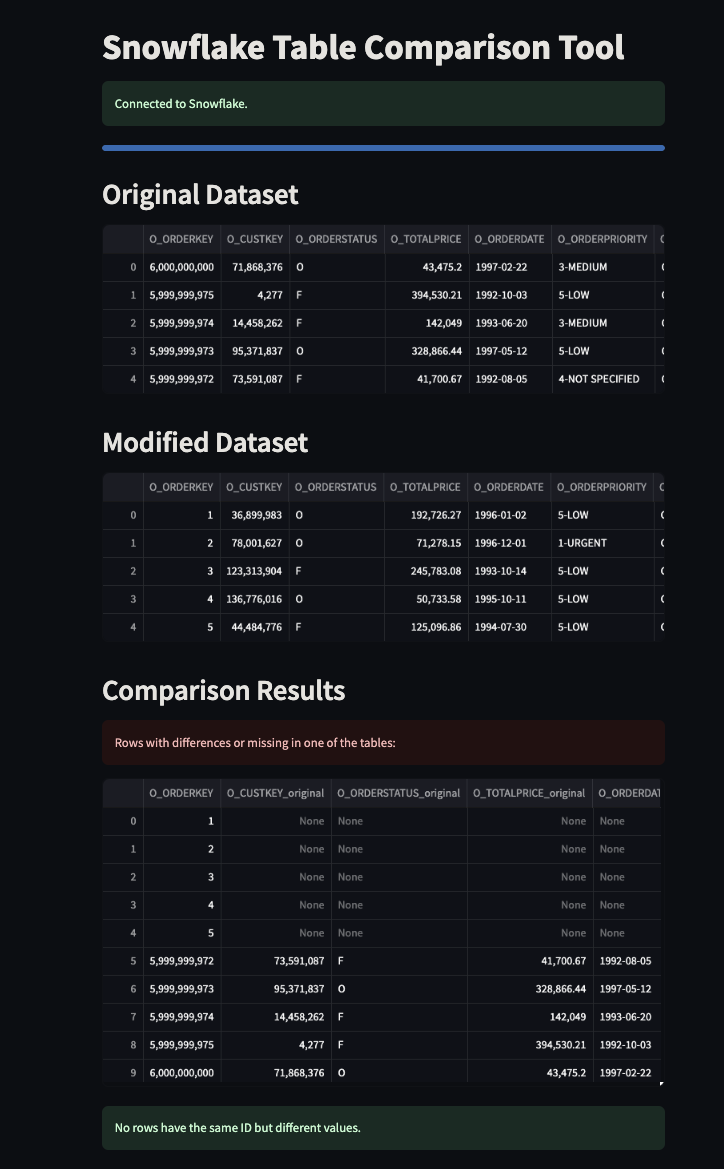 Snowflake Table Comparison Tool
Connected to Snowflake.
Original Dataset
O_ORDERKEY O_CUSTKEY O_ORDERSTATUS O_TOTALPRICE O_ORDERDATE O_ORDERPRIORITY
0 6,000,000,000 71,868,376 O 43,475.2 1997-02-22 3-MEDIUM
1 5,999,999,975 4,277 F 394,530.21 1992-10-03 5-LOW
2 5,999,999,974 14,458,262 F 142,049 1993-06-20 3-MEDIUM
3 5,999,999,973 95,371,837 O 328,866.44 1997-05-12 5-LOW
4 5,999,999,972 73,591,087 F 41,700.67 1992-08-05 4-NOT SPECIFIED
Modified Dataset
O_ORDERKEY O_CUSTKEY O_ORDERSTATUS O_TOTALPRICE O_ORDERDATE O_ORDERPRIORITY
0 1 36,899,983 O 192,726.27 1996-01-02 5-LOW
1 2 78,001,627 O 71,278.15 1996-12-01 1-URGENT
2 3 123,313,904 F 245,783.08 1993-10-14 5-LOW
3 4 136,776,016 O 50,733.58 1995-10-11 5-LOW
4 5 44,484,776 F 125,096.86 1994-07-30 5-LOW
Comparison Results
Rows with differences or missing in one of the tables:
O_ORDERKEY O_CUSTKEY_original O_ORDERSTATUS_original O_TOTALPRICE_original O_ORDERDAT
0 1 None None None None
1 2 None None None None
2 3 None None None None
3 4 None None None None
4 5 None None None None
5 5,999,999,972 73,591,087 F 41,700.67 1992-08-05
6 5,999,999,973 95,371,837 O 328,866.44 1997-05-12
7 5,999,999,974 14,458,262 F 142,049 1993-06-20
8 5,999,999,975 4,277 F 394,530.21 1992-10-03
9 6,000,000,000 71,868,376 O 43,475.2 1997-02-22
No rows have the same ID but different values.